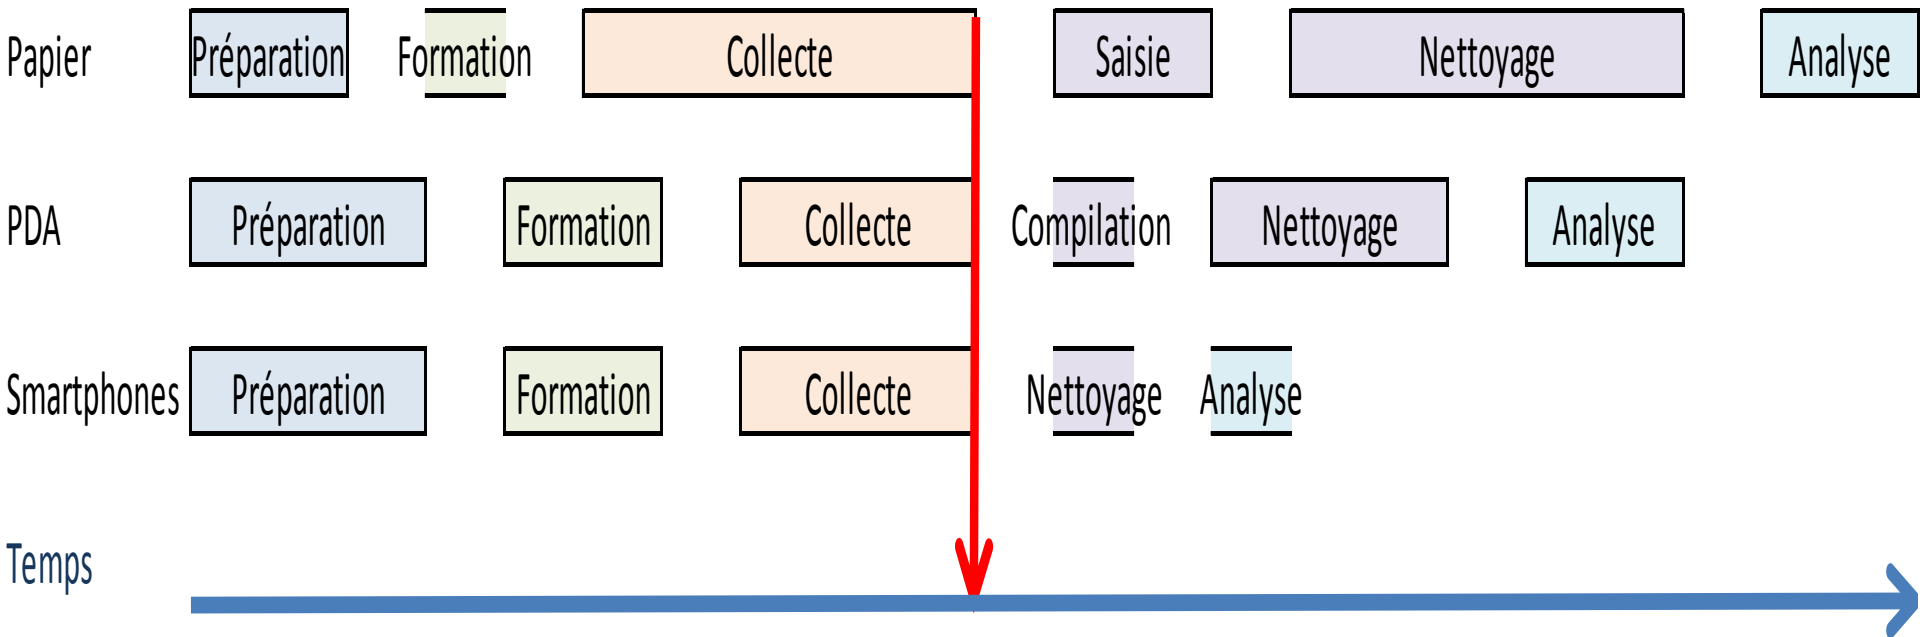 Papier Préparation Formation Collecte Saisie Nettoyage Analyse
PDA Préparation Formation Collecte Compilation Nettoyage Analyse
Smartphones Préparation Formation Collecte Nettoyage Analyse
Temps